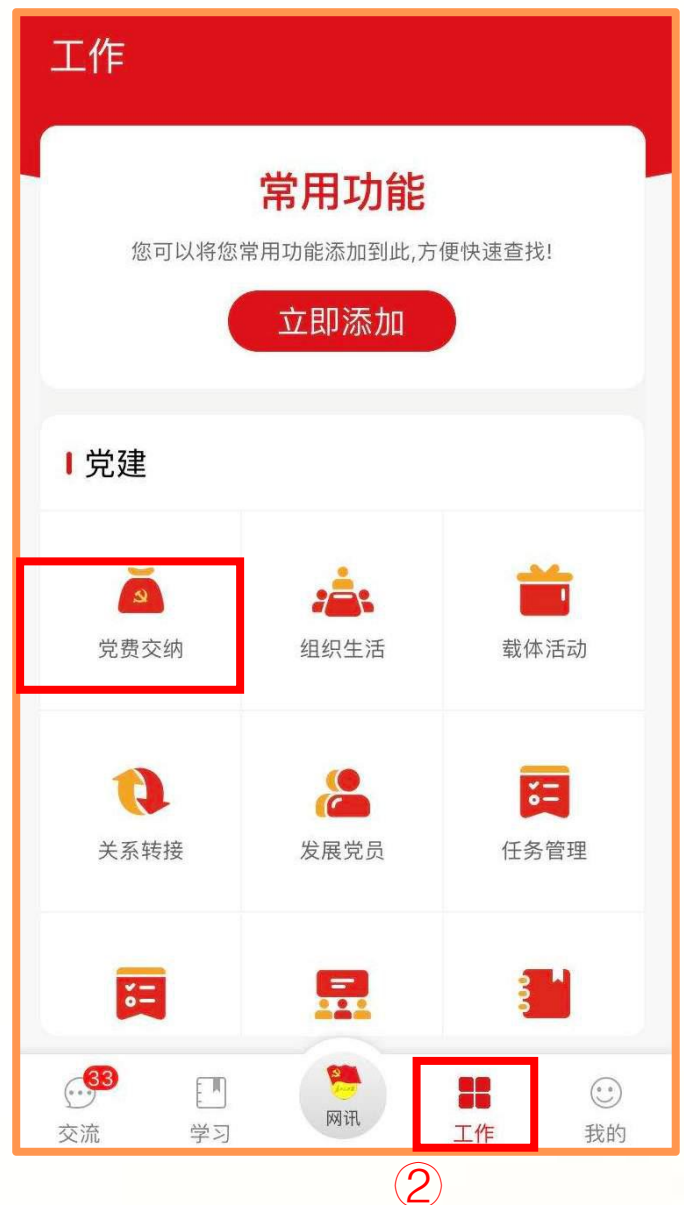 工作
常用功能
您可以将您常用功能添加到此,方便快速查找!
立即添加
党建
党费交纳
组织生活
载体活动
关系转接
发展党员
任务管理
33
交流
学习
网讯
工作
我的
②